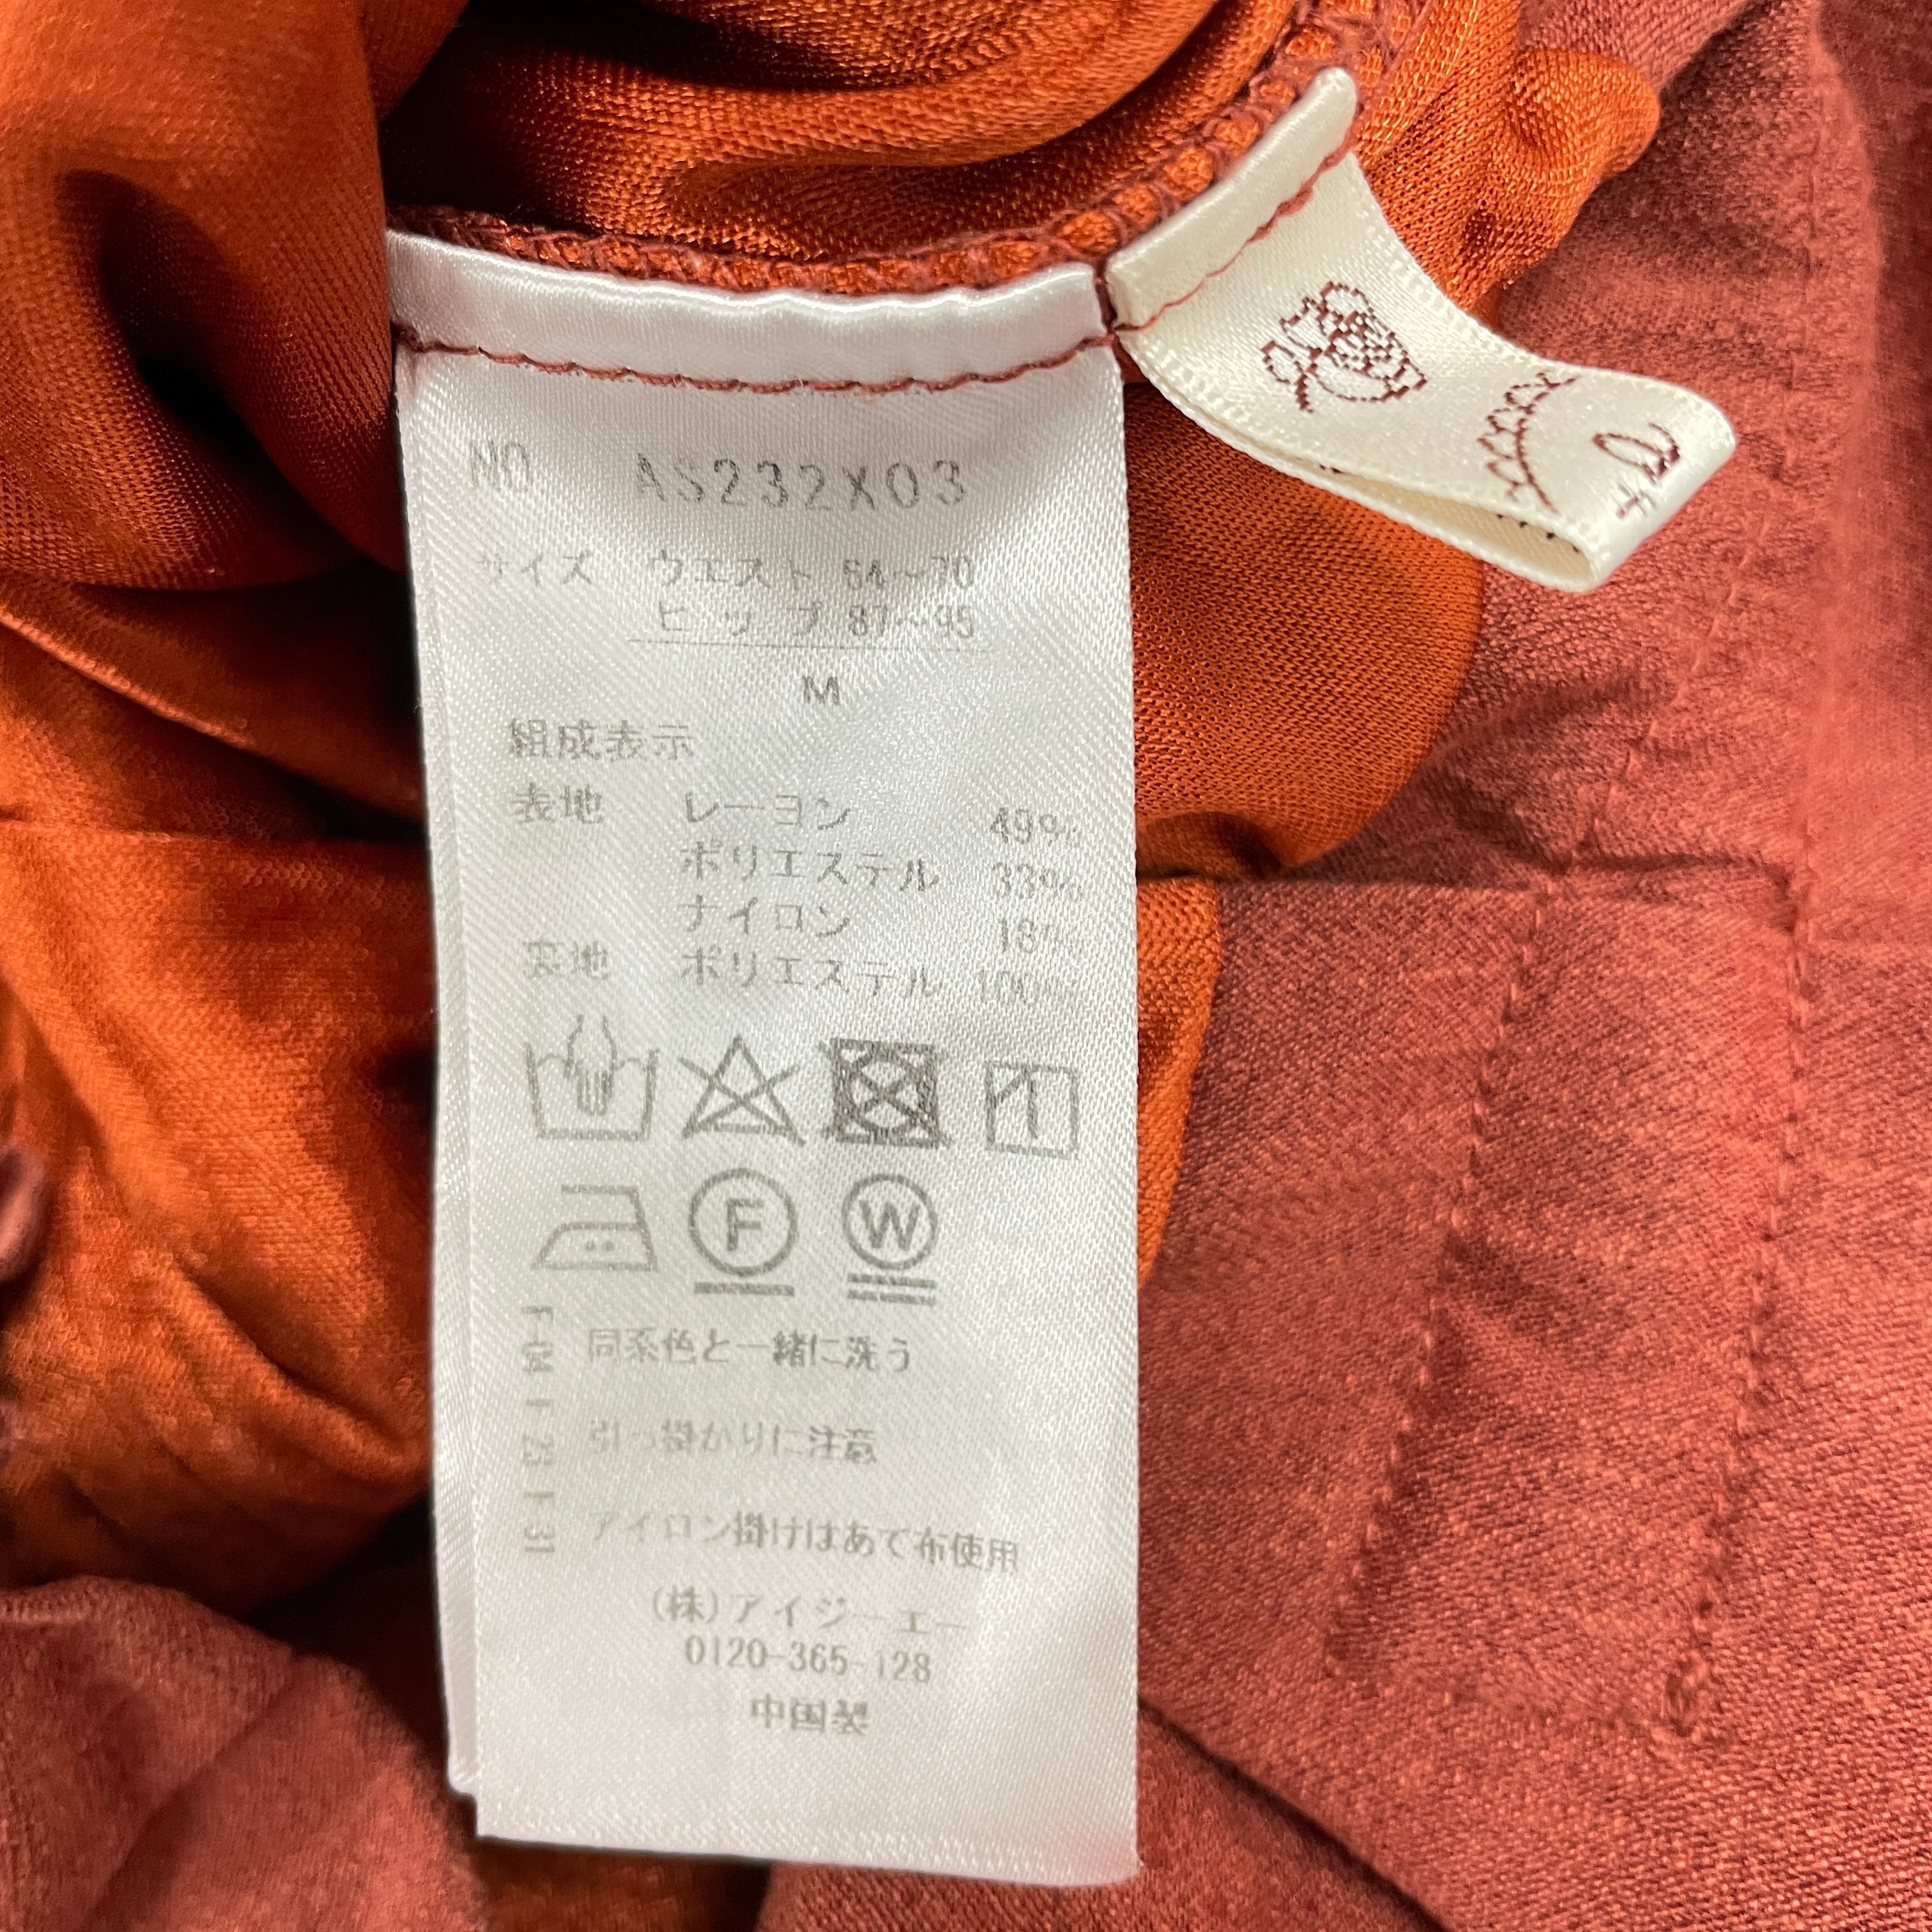 NO AS232X03
サイズ ウエスト 64～70
ヒップ 87～95
M
組成表示
表地 レーヨン 49%
ポリエステル 33%
ナイロン 18%
裏地 ポリエステル 100%
F
W
同系色と一緒に洗う
引っ掛かりに注意
アイロン掛けはあて布使用
(株)アイジーエー
0120-365-128
中国製